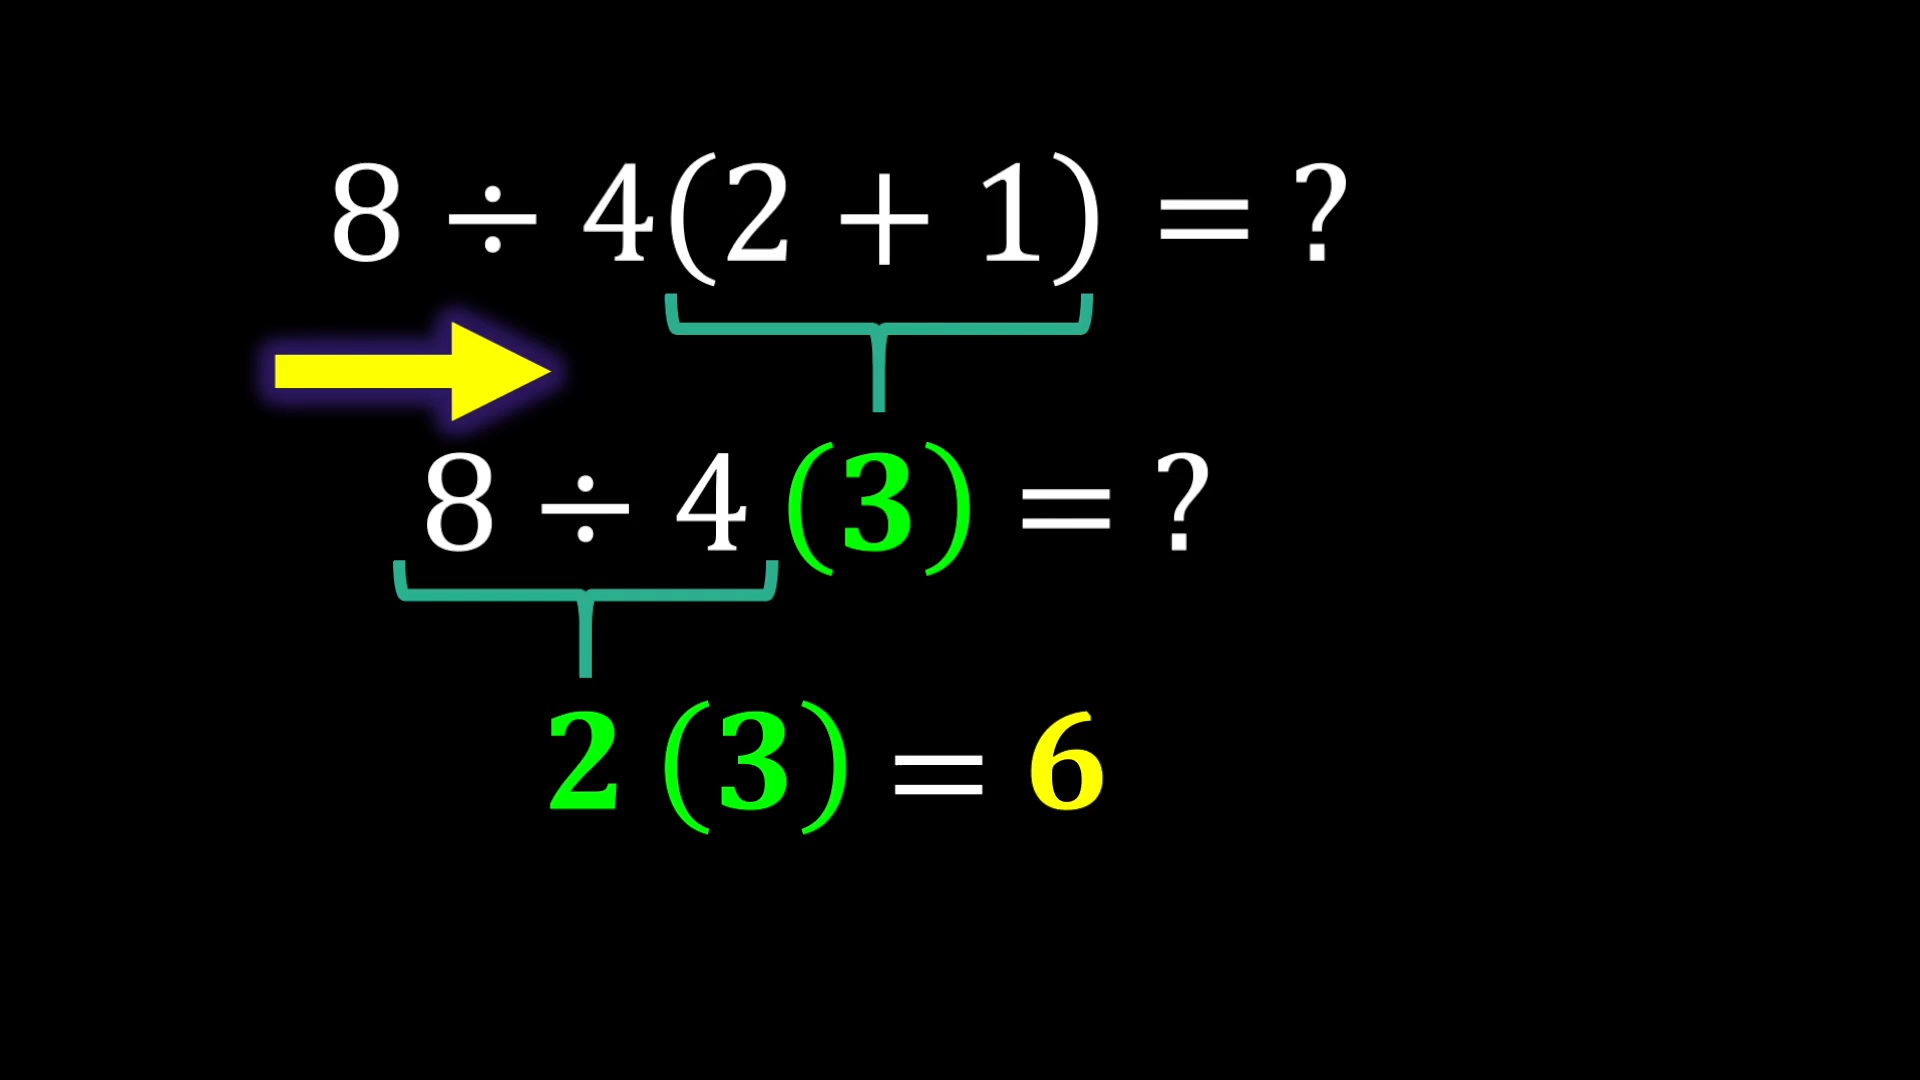 8 ÷ 4(2 + 1) = ?
8 ÷ 4 (3) = ?
2 (3) = 6